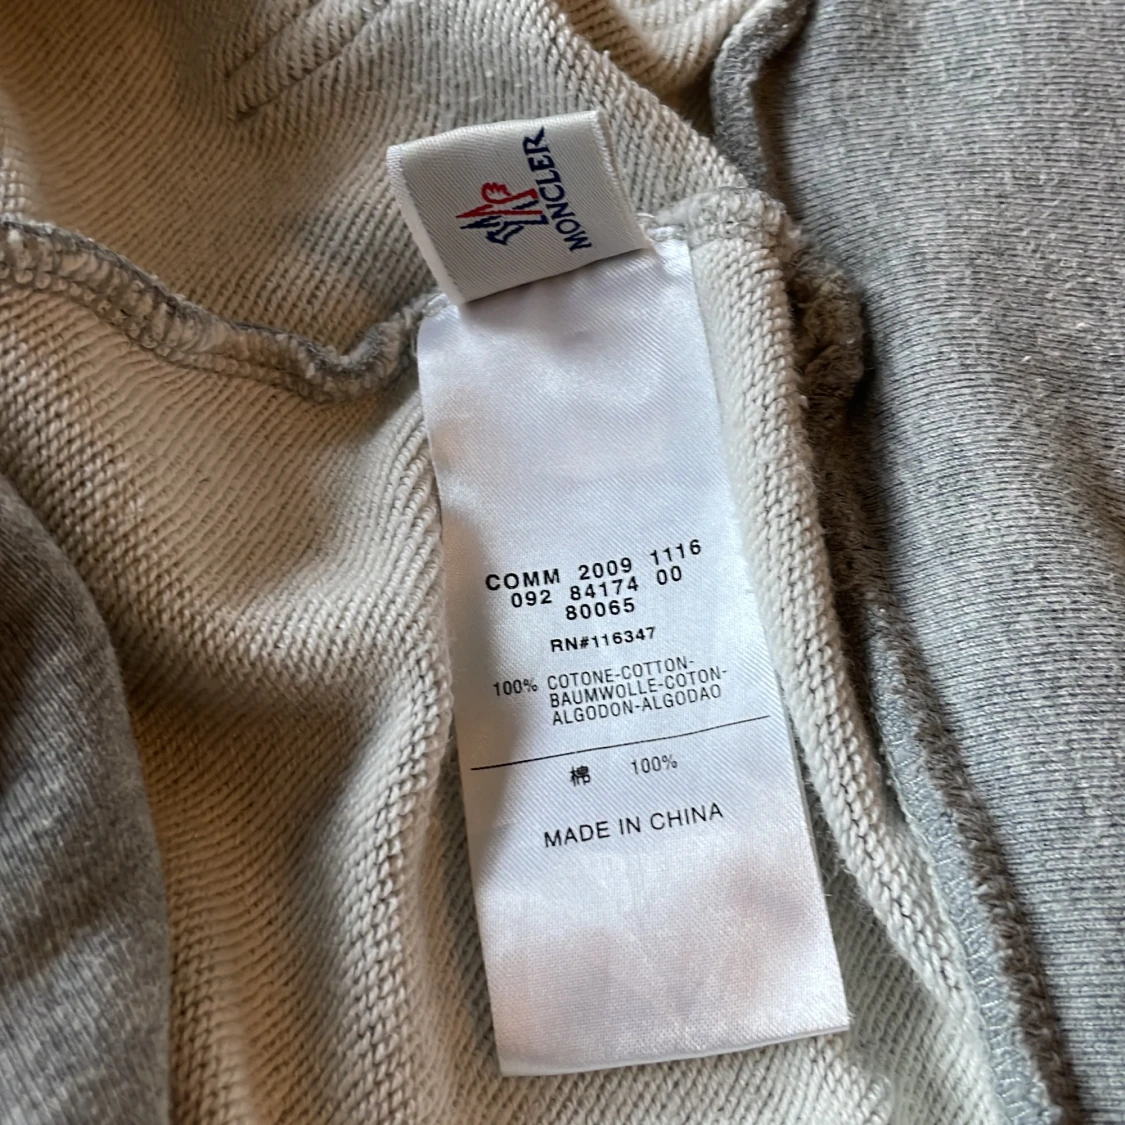 MONCLER
COMM 2009 1116
092 84174 00
80065
RN#116347
100% COTONE-COTTON-
BAUMWOLLE-COTON-
ALGODON-ALGODAO
棉 100%
MADE IN CHINA